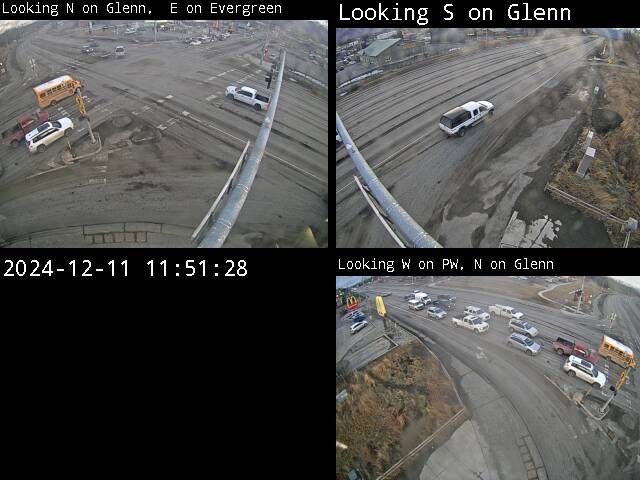 Looking N on Glenn, E on Evergreen
Looking S on Glenn
2024-12-11 11:51:28
Looking W on PW, N on Glenn